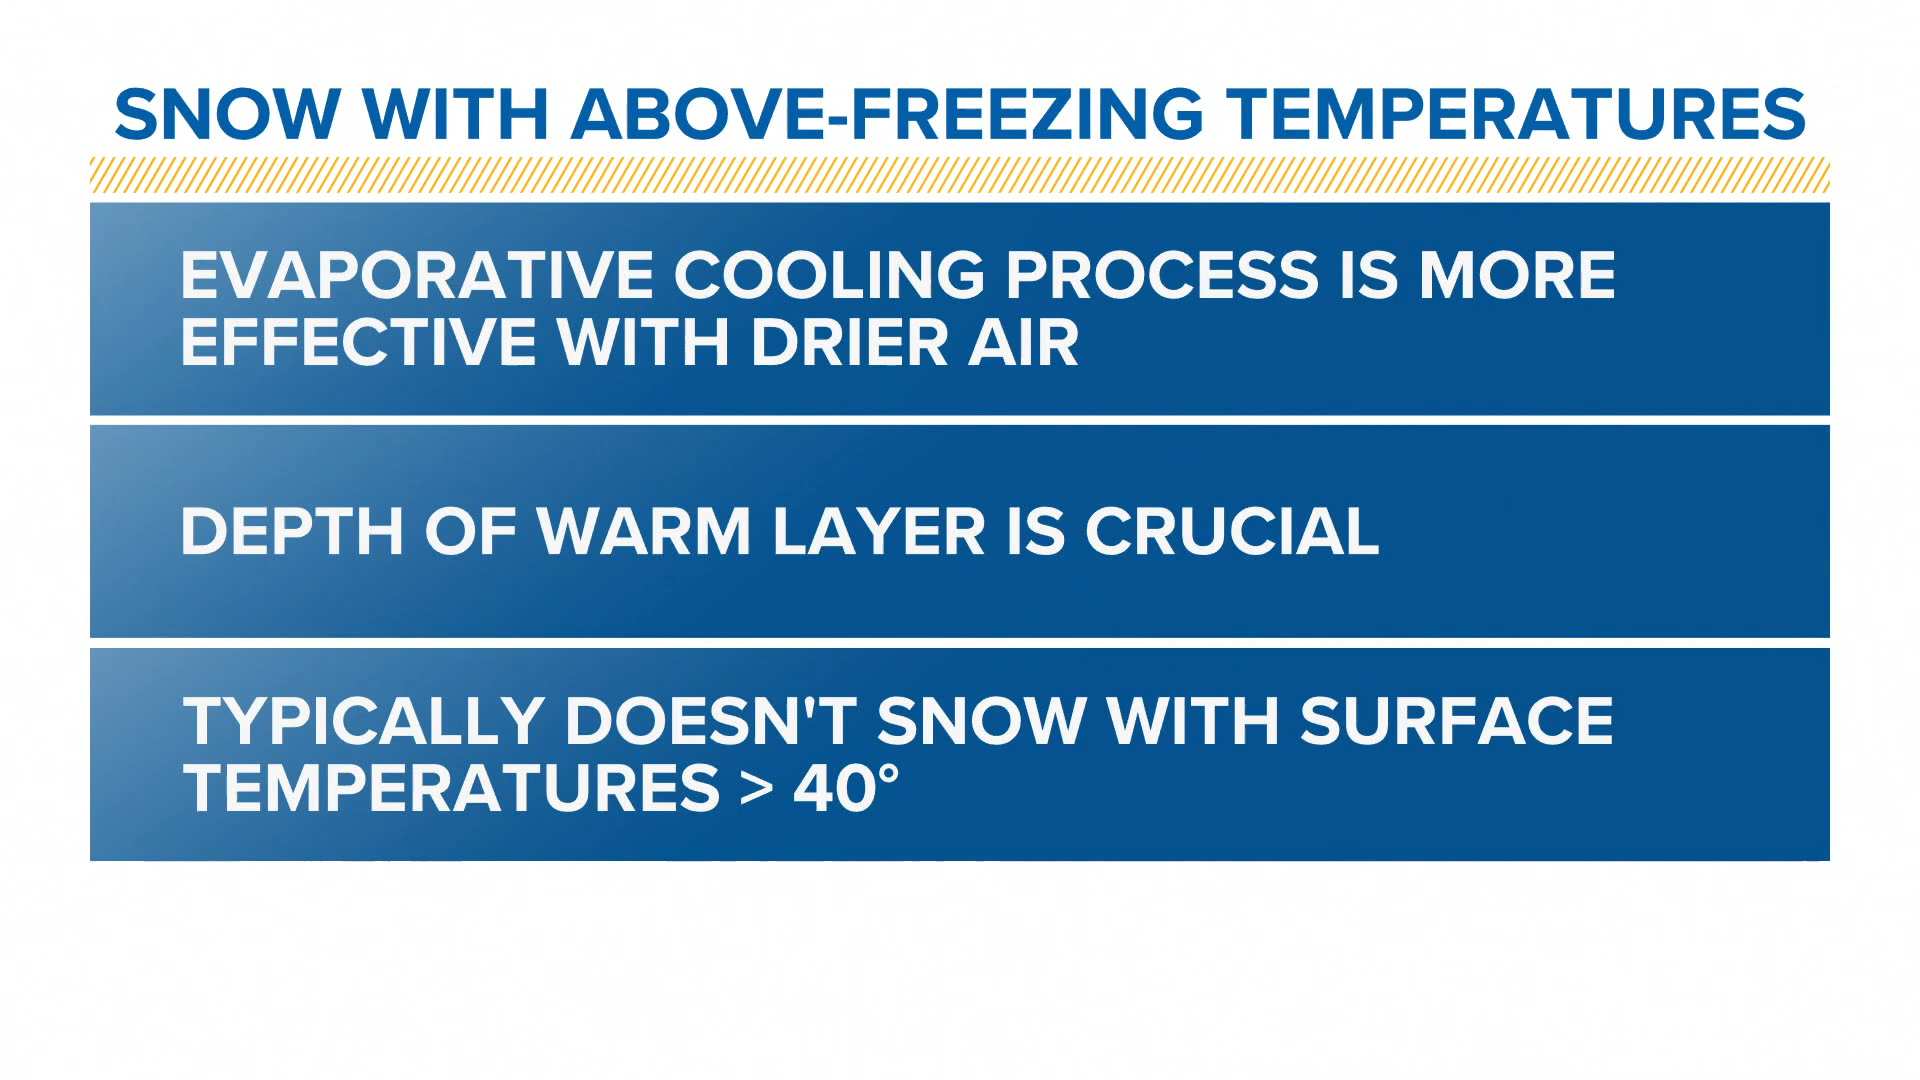 SNOW WITH ABOVE-FREEZING TEMPERATURES
EVAPORATIVE COOLING PROCESS IS MORE
EFFECTIVE WITH DRIER AIR
DEPTH OF WARM LAYER IS CRUCIAL
TYPICALLY DOESN'T SNOW WITH SURFACE
TEMPERATURES > 40°